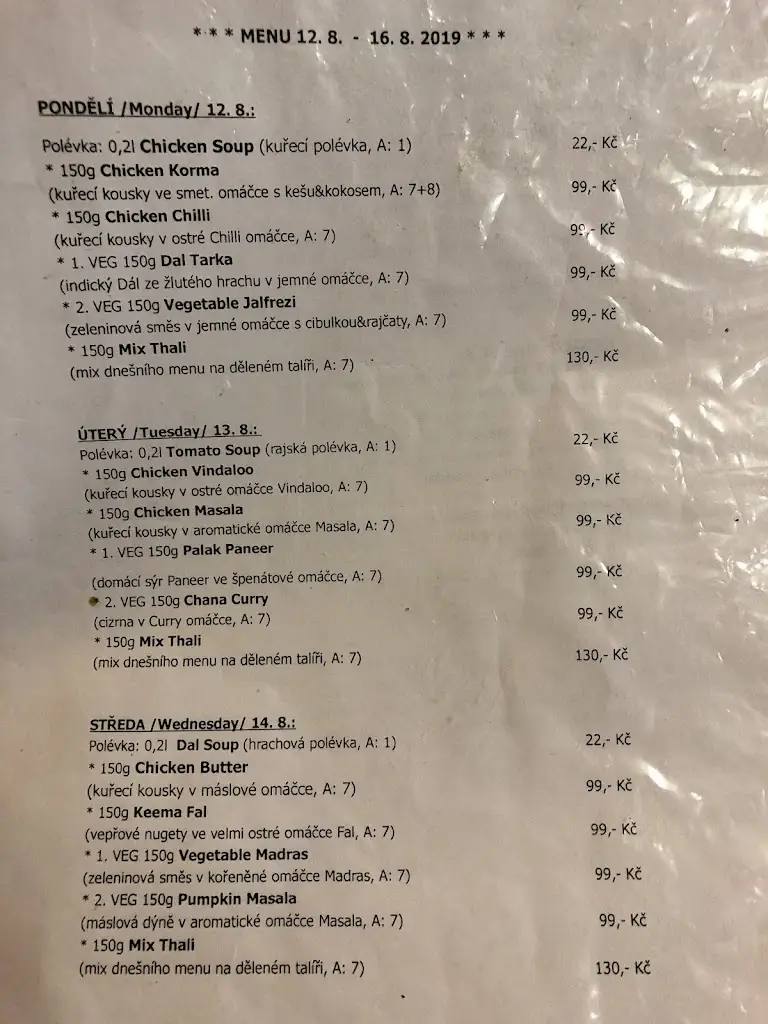 * * * MENU 12. 8. - 16. 8. 2019 * * *
PONDĚLÍ /Monday/ 12. 8.:
Polévka: 0,2l Chicken Soup (kuřecí polévka, A: 1) 22,- Kč
* 150g Chicken Korma
(kuřecí kousky ve smet. omáčce s kešu&kokosem, A: 7+8) 99,- Kč
* 150g Chicken Chilli
(kuřecí kousky v ostré Chilli omáčce, A: 7) 99,- Kč
* 1. VEG 150g Dal Tarka
(indický Dál ze žlutého hrachu v jemné omáčce, A: 7) 99,- Kč
* 2. VEG 150g Vegetable Jalfrezi
(zeleninová směs v jemné omáčce s cibulkou&rajčaty, A: 7) 99,- Kč
* 150g Mix Thali
(mix dnešního menu na děleném talíři, A: 7) 130,- Kč
ÚTERÝ /Tuesday/ 13. 8.:
Polévka: 0,2l Tomato Soup (rajská polévka, A: 1) 22,- Kč
* 150g Chicken Vindaloo
(kuřecí kousky v ostré omáčce Vindaloo, A: 7) 99,- Kč
* 150g Chicken Masala
(kuřecí kousky v aromatické omáčce Masala, A: 7) 99,- Kč
* 1. VEG 150g Palak Paneer
(domácí sýr Paneer ve špenátové omáčce, A: 7) 99,- Kč
* 2. VEG 150g Chana Curry
(cizrna v Curry omáčce, A: 7) 99,- Kč
* 150g Mix Thali
(mix dnešního menu na děleném talíři, A: 7) 130,- Kč
STŘEDA /Wednesday/ 14. 8.:
Polévka: 0,2l Dal Soup (hrachová polévka, A: 1) 22,- Kč
* 150g Chicken Butter
(kuřecí kousky v máslové omáčce, A: 7) 99,- Kč
* 150g Keema Fal
(vepřové nugety ve velmi ostré omáčce Fal, A: 7) 99,- Kč
* 1. VEG 150g Vegetable Madras
(zeleninová směs v kořeněné omáčce Madras, A: 7) 99,- Kč
* 2. VEG 150g Pumpkin Masala
(máslová dýně v aromatické omáčce Masala, A: 7) 99,- Kč
* 150g Mix Thali
(mix dnešního menu na děleném talíři, A: 7) 130,- Kč